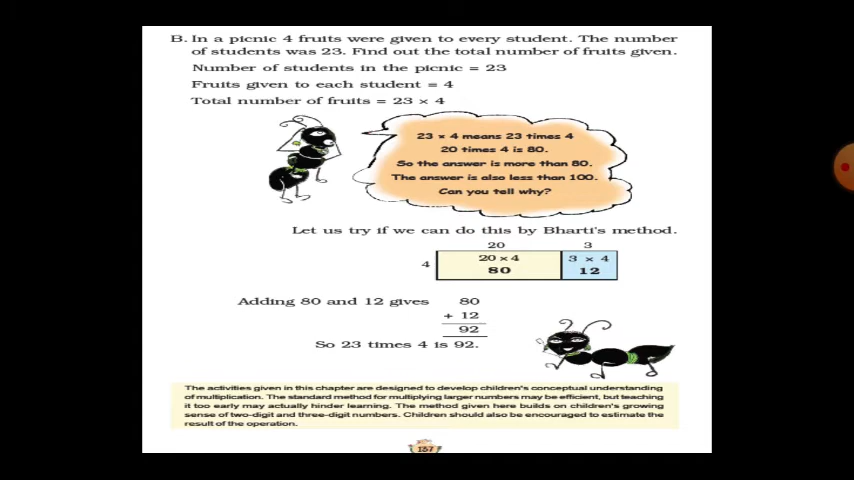 B. In a picnic 4 fruits were given to every student. The number
of students was 23. Find out the total number of fruits given.
Number of students in the picnic = 23
Fruits given to each student = 4
Total number of fruits = 23 × 4
23 × 4 means 23 times 4
20 times 4 is 80.
So the answer is more than 80.
The answer is also less than 100.
Can you tell why?
Let us try if we can do this by Bharti's method.
20 3
4 20 × 4 3 × 4
80 12
Adding 80 and 12 gives 80
+ 12
92
So 23 times 4 is 92.
The activities given in this chapter are designed to develop children's conceptual understanding
of multiplication. The standard method for multiplying larger numbers may be efficient, but teaching
it too early may actually hinder learning. The method given here builds on children's growing
sense of two-digit and three-digit numbers. Children should also be encouraged to estimate the
result of the operation.
137